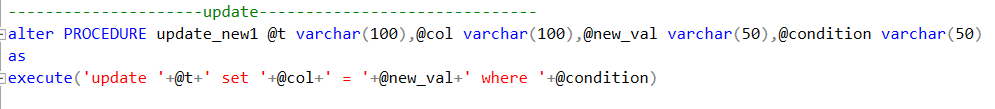 ---------------------update------------------------------
alter PROCEDURE update_new1 @t varchar(100),@col varchar(100),@new_val varchar(50),@condition varchar(50)
as
execute('update '+@t+' set '+@col+' = '+@new_val+' where '+@condition)